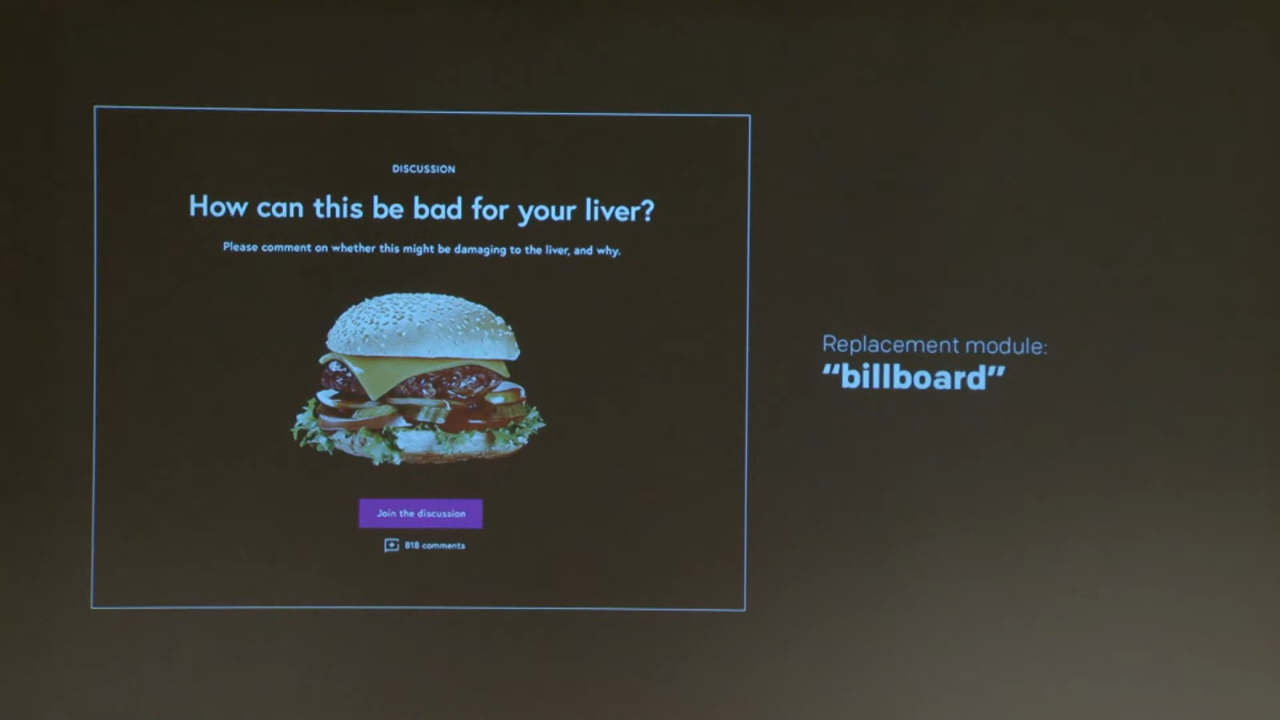 DISCUSSION
How can this be bad for your liver?
Please comment on whether this might be damaging to the liver, and why.
Join the discussion
818 comments
Replacement module:
“billboard”